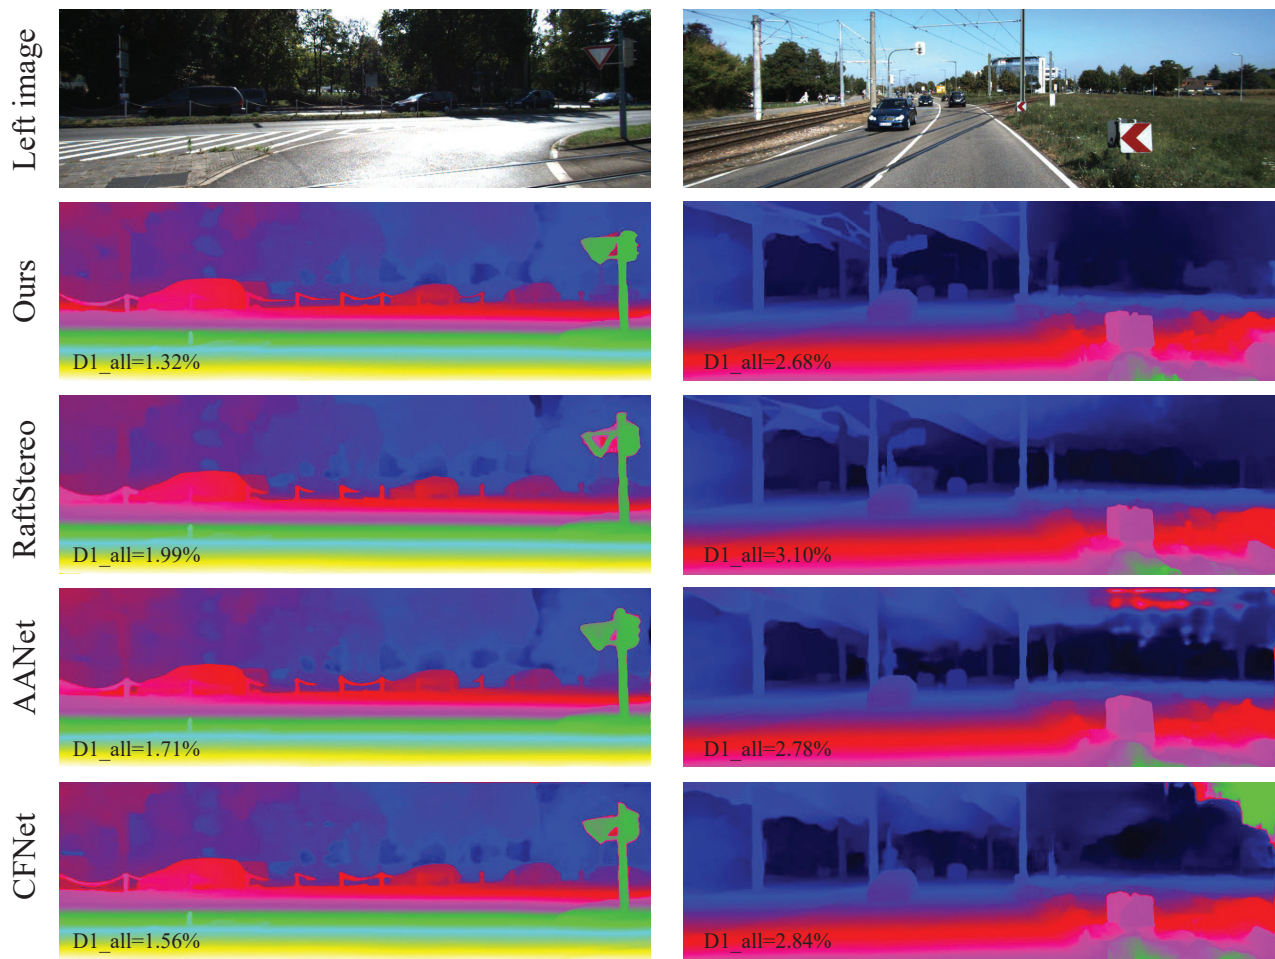 Left image
Ours
D1_all=1.32%
D1_all=2.68%
RaftStereo
D1_all=1.99%
D1_all=3.10%
AANet
D1_all=1.71%
D1_all=2.78%
CFNet
D1_all=1.56%
D1_all=2.84%